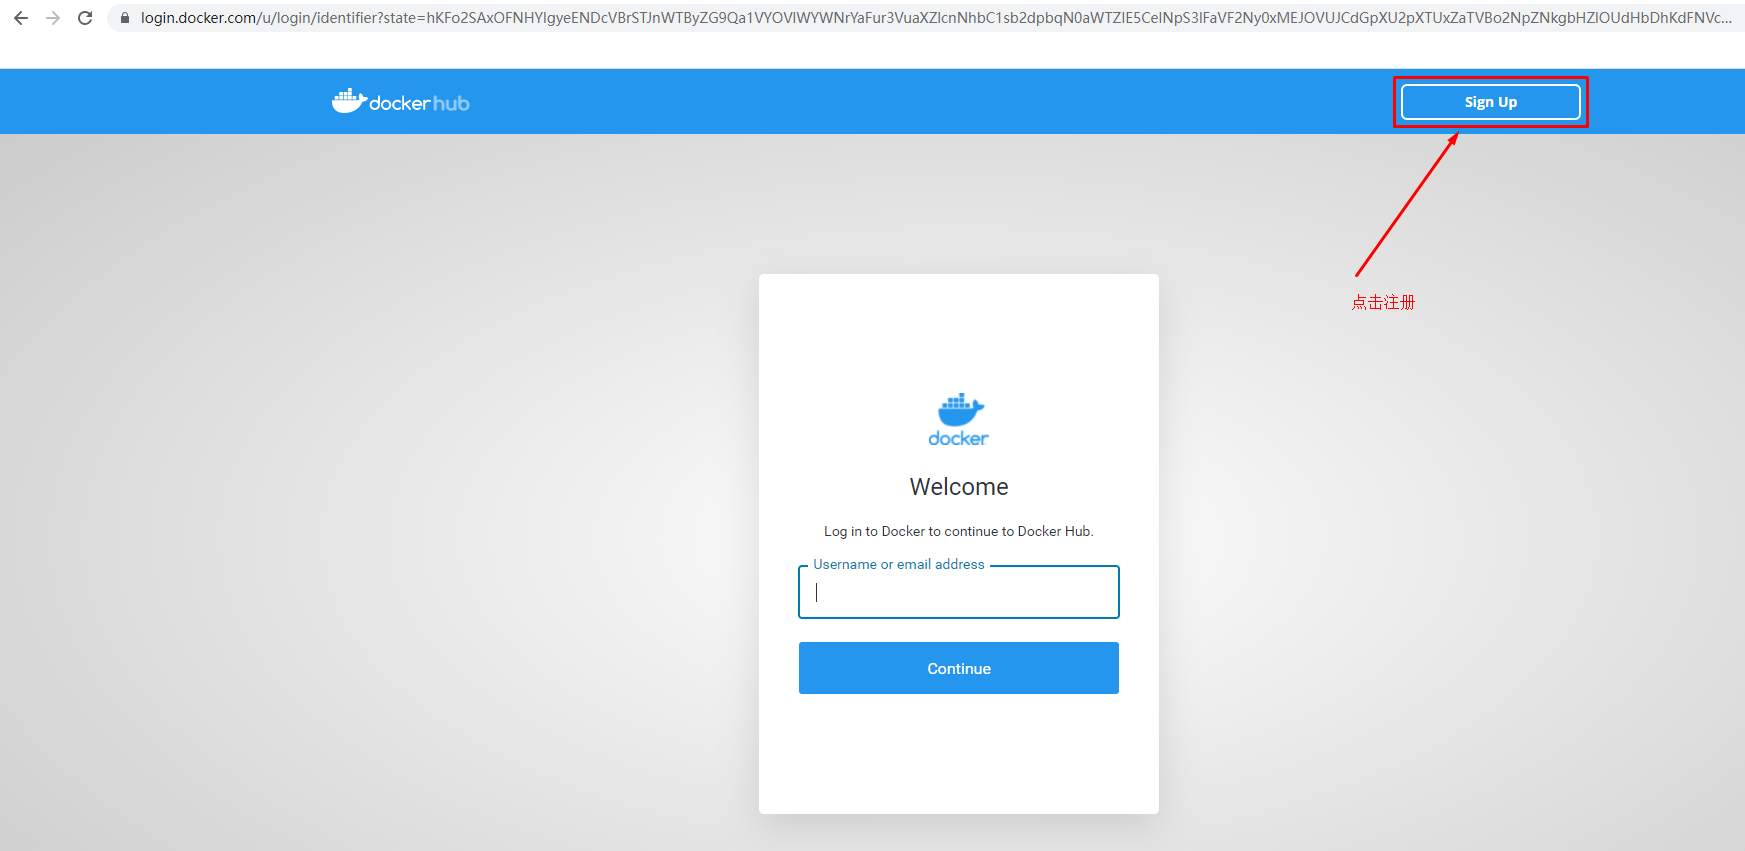 login.docker.com/u/login/identifier?state=
docker hub
Sign Up
点击注册
docker
Welcome
Log in to Docker to continue to Docker Hub.
Username or email address
Continue